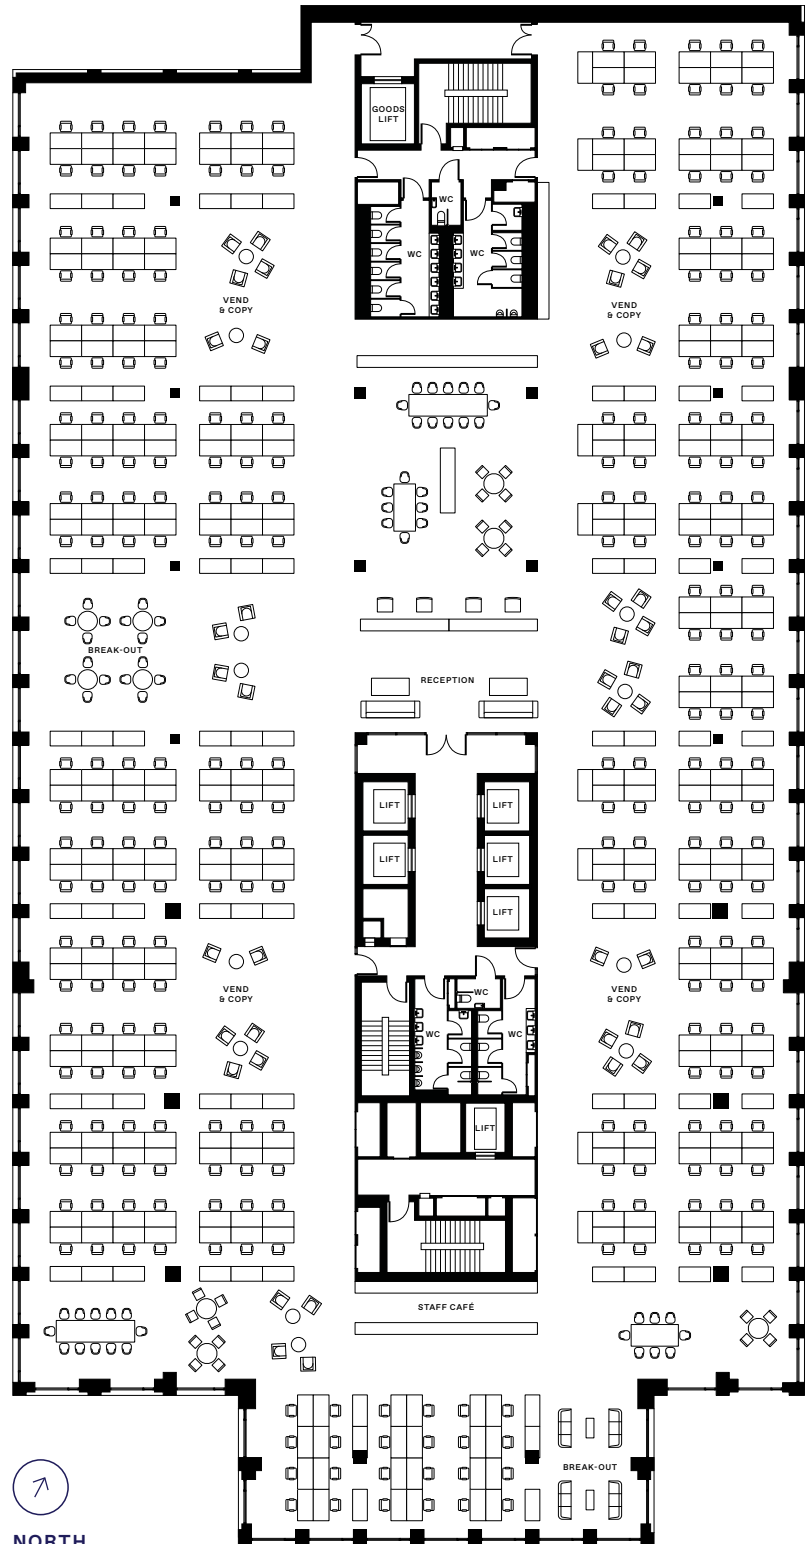 GOODS
LIFT
WC
WC
WC
VEND
& COPY
VEND
& COPY
BREAK-OUT
RECEPTION
LIFT
LIFT
LIFT
LIFT
LIFT
VEND
& COPY
WC
VEND
& COPY
WC
WC
LIFT
STAFF CAFÉ
BREAK-OUT
NORTH